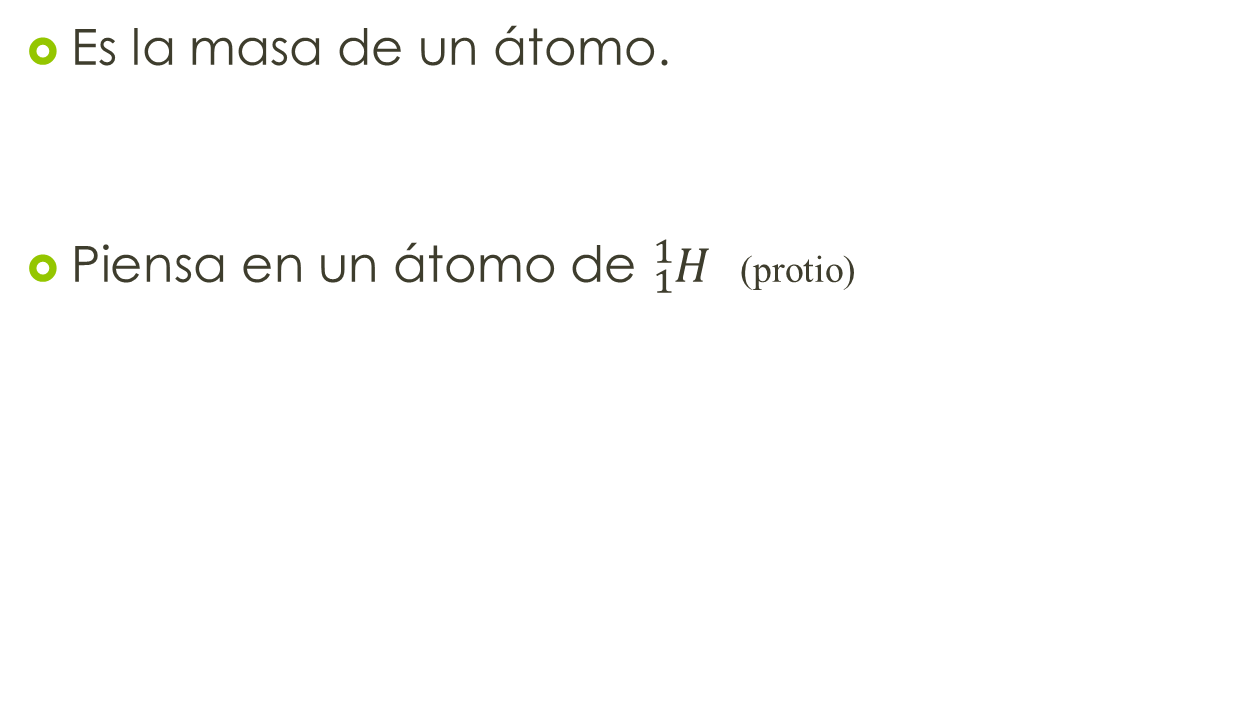 Es la masa de un átomo.
Piensa en un átomo de ¹₁H (protio)